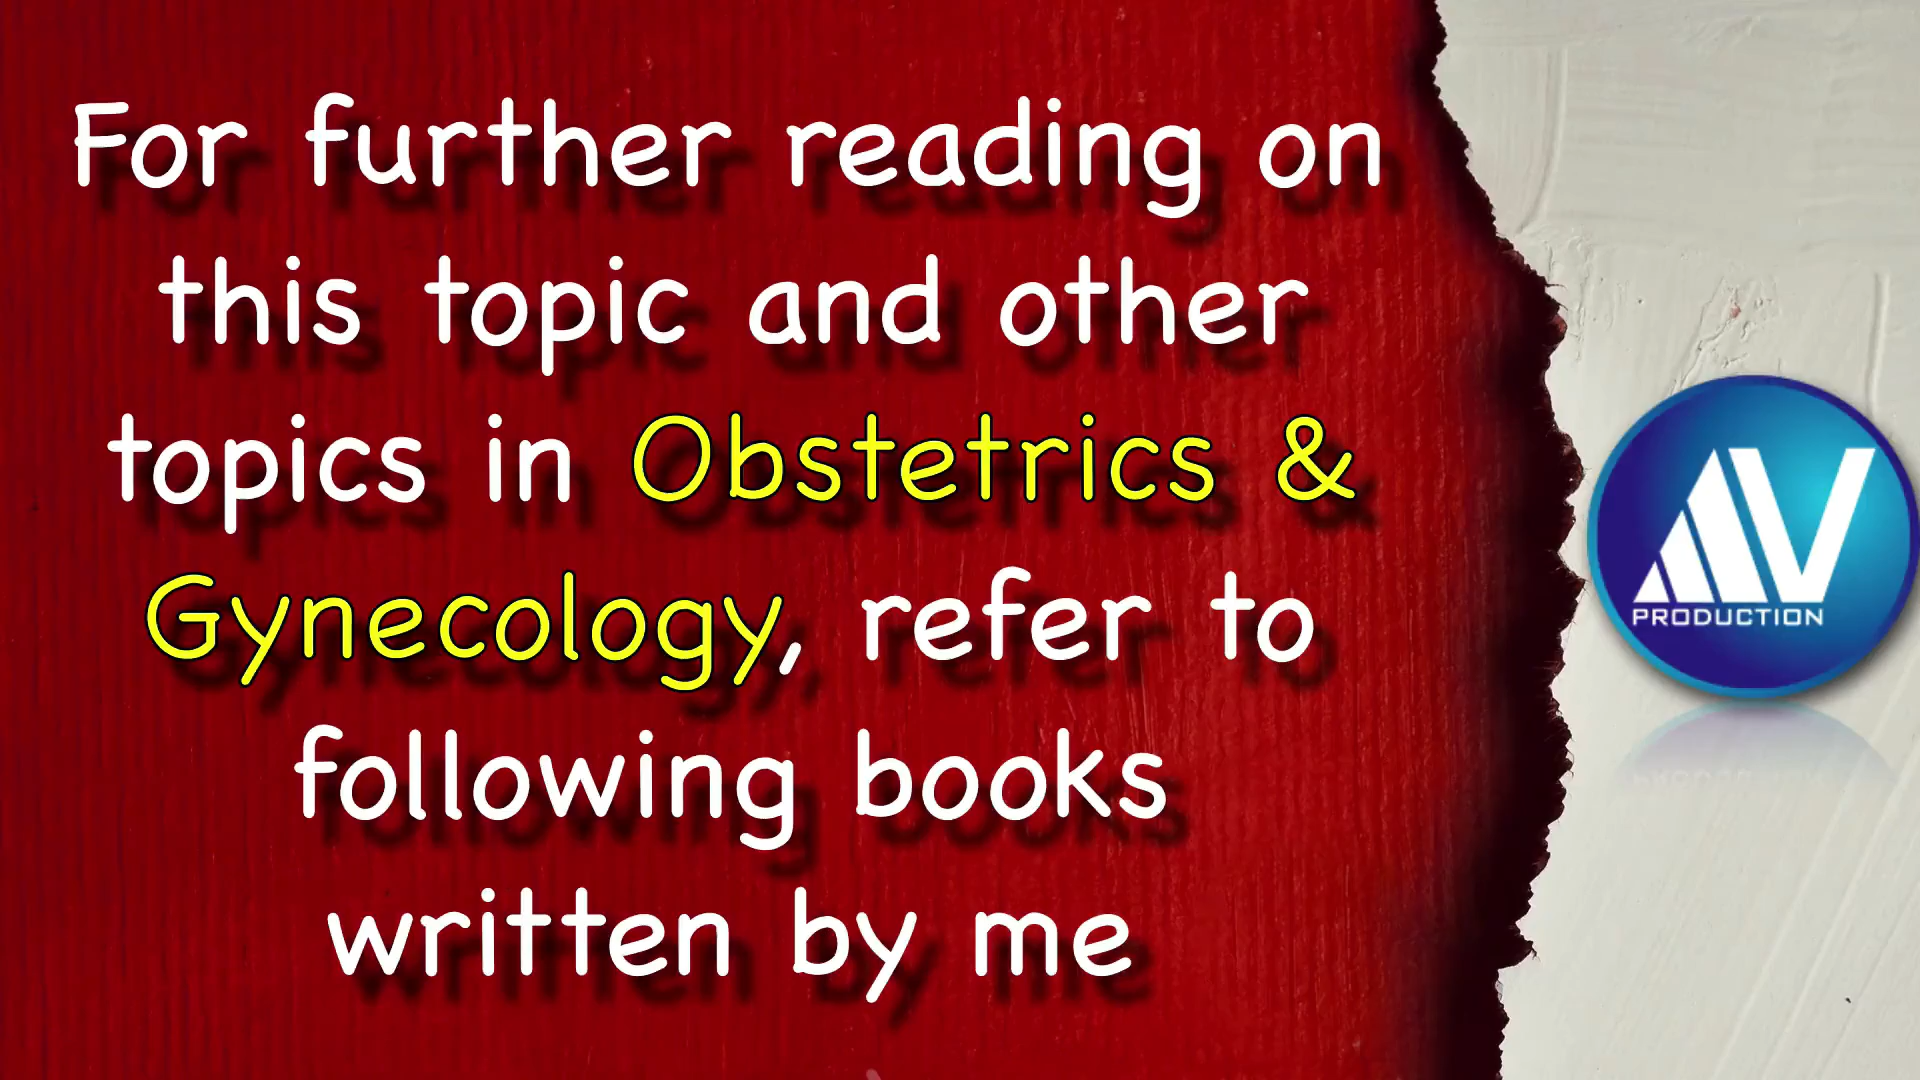 For further reading on
this topic and other
topics in Obstetrics &
Gynecology, refer to
following books
written by me
AV
PRODUCTION